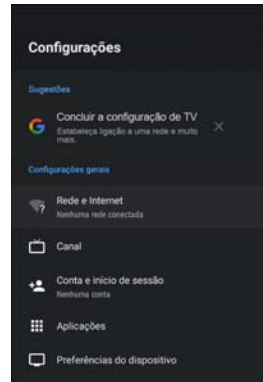 Configurações
Sugestões
Concluir a configuração de TV
Estabeleça ligação a uma rede e muito
mais.
Configurações gerais
Rede e Internet
Nenhuma rede conectada
Canal
Conta e início de sessão
Nenhuma conta
Aplicações
Preferências do dispositivo